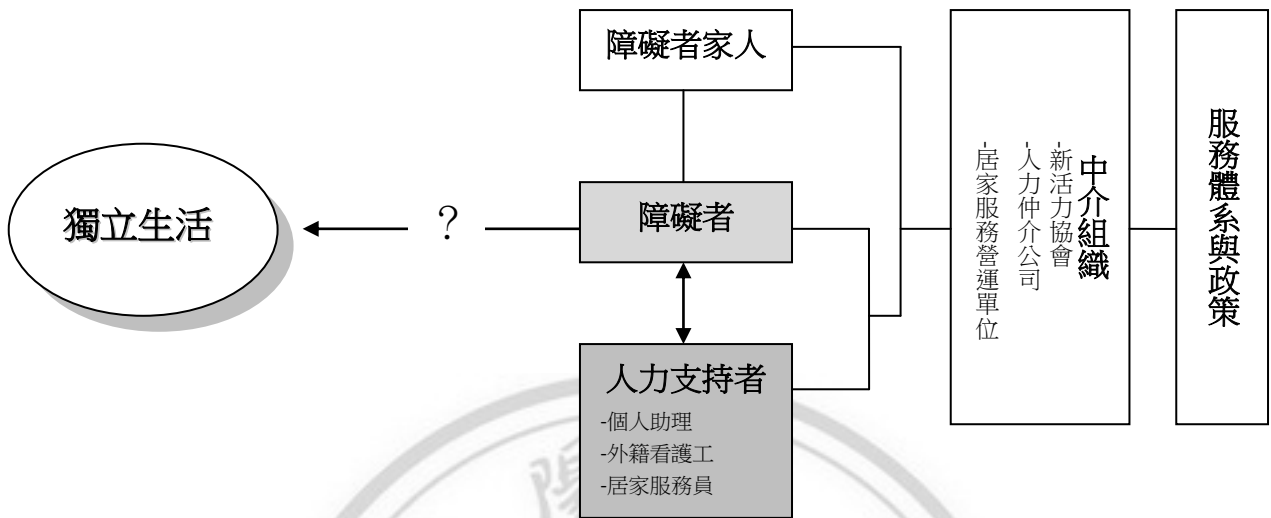 障礙者家人
獨立生活
?
障礙者
人力支持者
-個人助理
-外籍看護工
-居家服務員
中介組織
-新活力協會
-人力仲介公司
-居家服務營運單位
服務體系與政策
陽